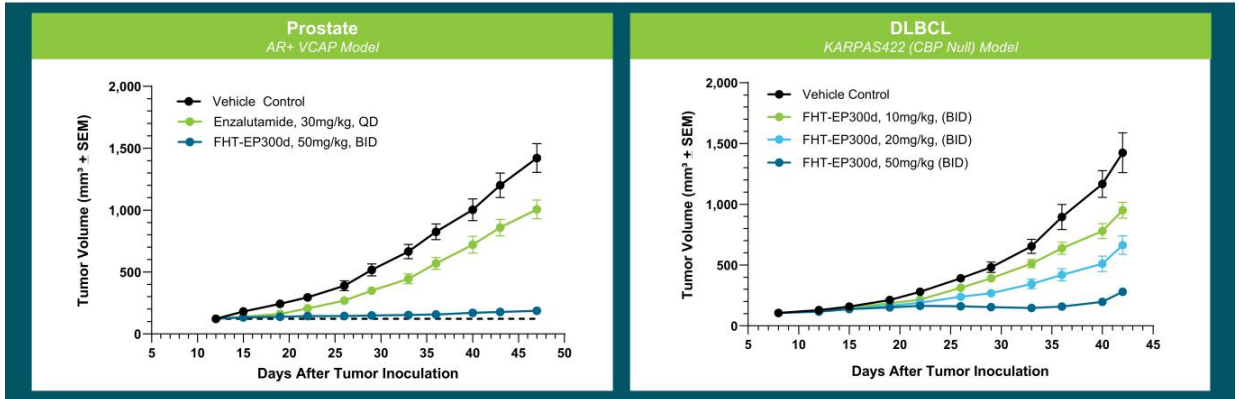 Prostate
AR+ VCAP Model
Tumor Volume (mm³ ± SEM)
2,000
1,500
1,000
500
0
Vehicle Control
Enzalutamide, 30mg/kg, QD
FHT-EP300d, 50mg/kg, BID
5 10 15 20 25 30 35 40 45 50
Days After Tumor Inoculation
DLBCL
KARPAS422 (CBP Null) Model
Tumor Volume (mm³ ± SEM)
2,000
1,500
1,000
500
0
Vehicle Control
FHT-EP300d, 10mg/kg, (BID)
FHT-EP300d, 20mg/kg, (BID)
FHT-EP300d, 50mg/kg (BID)
5 10 15 20 25 30 35 40 45
Days After Tumor Inoculation